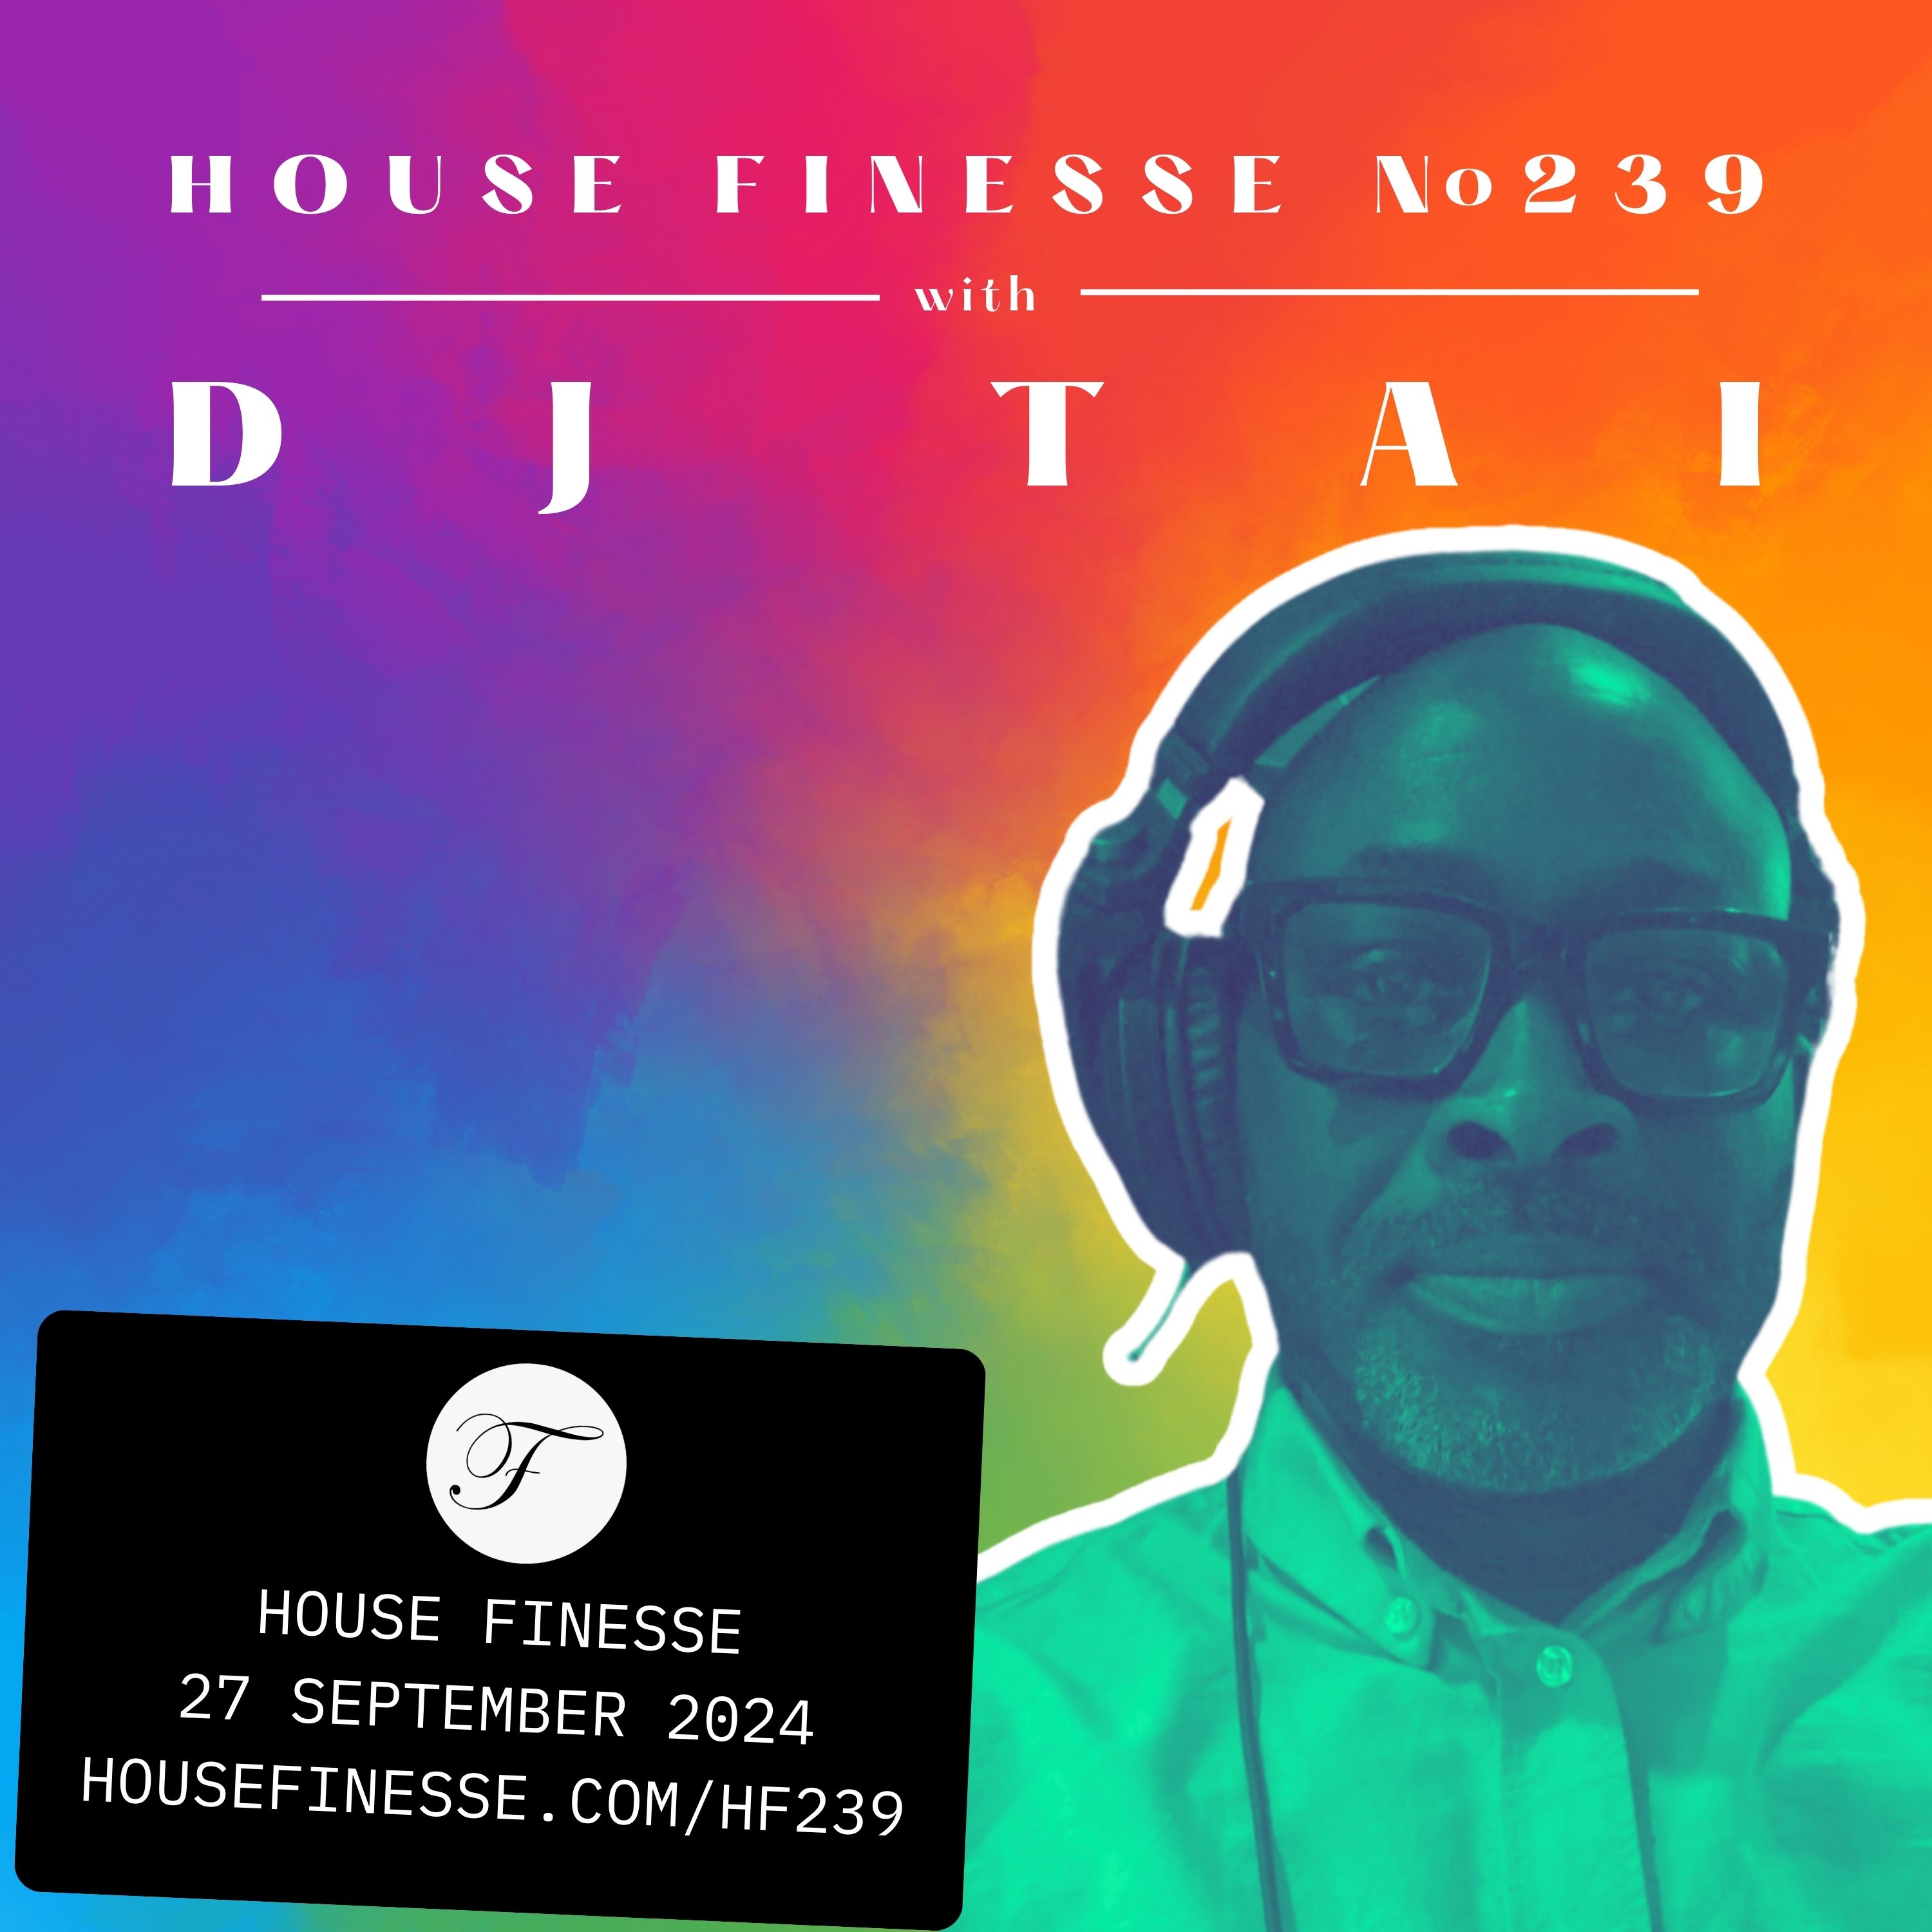 HOUSE FINESSE No239
with
DJ TAI
F
HOUSE FINESSE
27 SEPTEMBER 2024
HOUSEFINESSE.COM/HF239